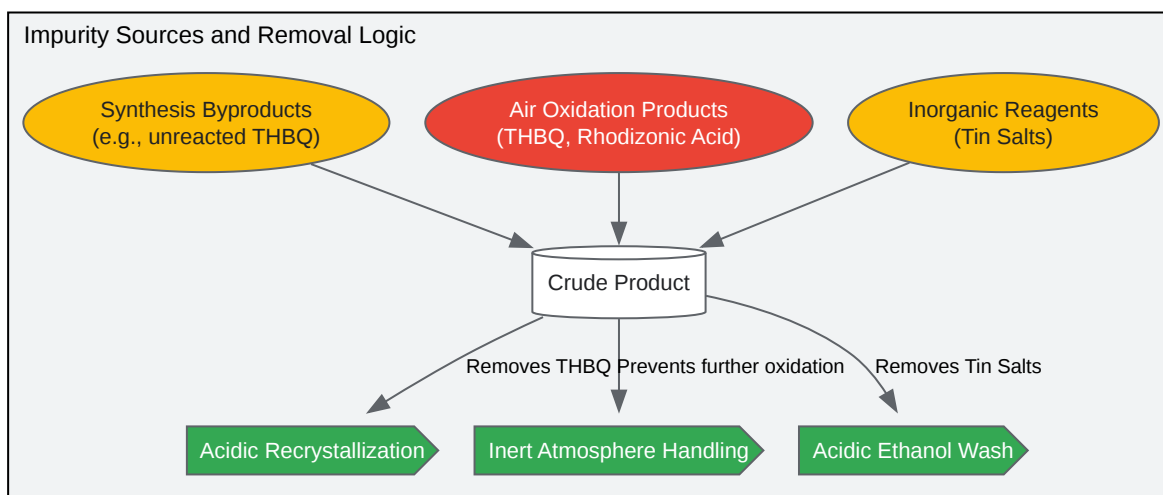 Impurity Sources and Removal Logic
Synthesis Byproducts
(e.g., unreacted THBQ)
Air Oxidation Products
(THBQ, Rhodizonic Acid)
Inorganic Reagents
(Tin Salts)
Crude Product
Removes THBQ
Prevents further oxidation
Removes Tin Salts
Acidic Recrystallization
Inert Atmosphere Handling
Acidic Ethanol Wash